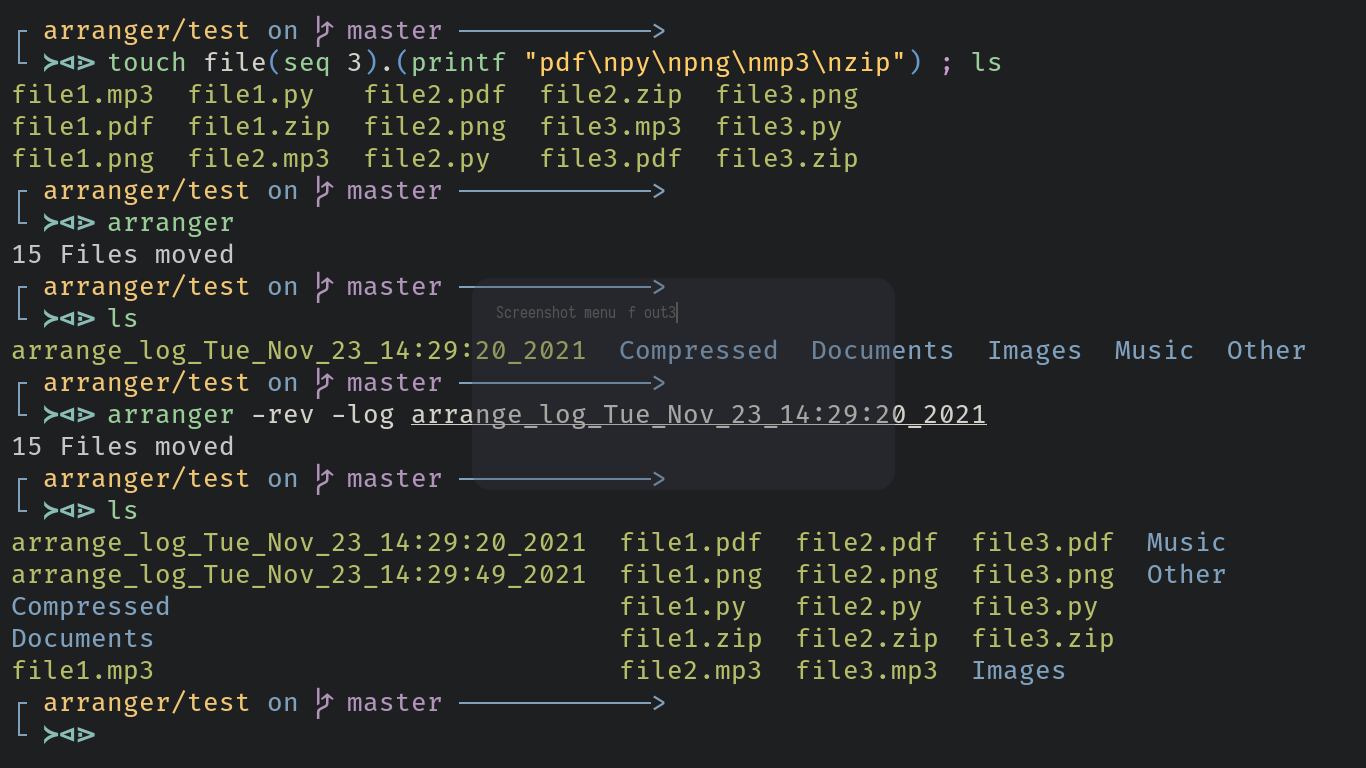 arranger/test on master ────────────>
⋟⋪⋗ touch file(seq 3).(printf "pdf\npy\npng\nmp3\nzip") ; ls
file1.mp3  file1.py   file2.pdf  file2.zip  file3.png
file1.pdf  file1.zip  file2.png  file3.mp3  file3.py
file1.png  file2.mp3  file2.py   file3.pdf  file3.zip
arranger/test on master ────────────>
⋟⋪⋗ arranger
15 Files moved
arranger/test on master ────────────>
Screenshot menu f out3
⋟⋪⋗ ls
arrange_log_Tue_Nov_23_14:29:20_2021  Compressed  Documents  Images  Music  Other
arranger/test on master ────────────>
⋟⋪⋗ arranger -rev -log arrange_log_Tue_Nov_23_14:29:20_2021
15 Files moved
arranger/test on master ────────────>
⋟⋪⋗ ls
arrange_log_Tue_Nov_23_14:29:20_2021  file1.pdf  file2.pdf  file3.pdf  Music
arrange_log_Tue_Nov_23_14:29:49_2021  file1.png  file2.png  file3.png  Other
Compressed                            file1.py   file2.py   file3.py
Documents                             file1.zip  file2.zip  file3.zip
file1.mp3                             file2.mp3  file3.mp3  Images
arranger/test on master ────────────>
⋟⋪⋗